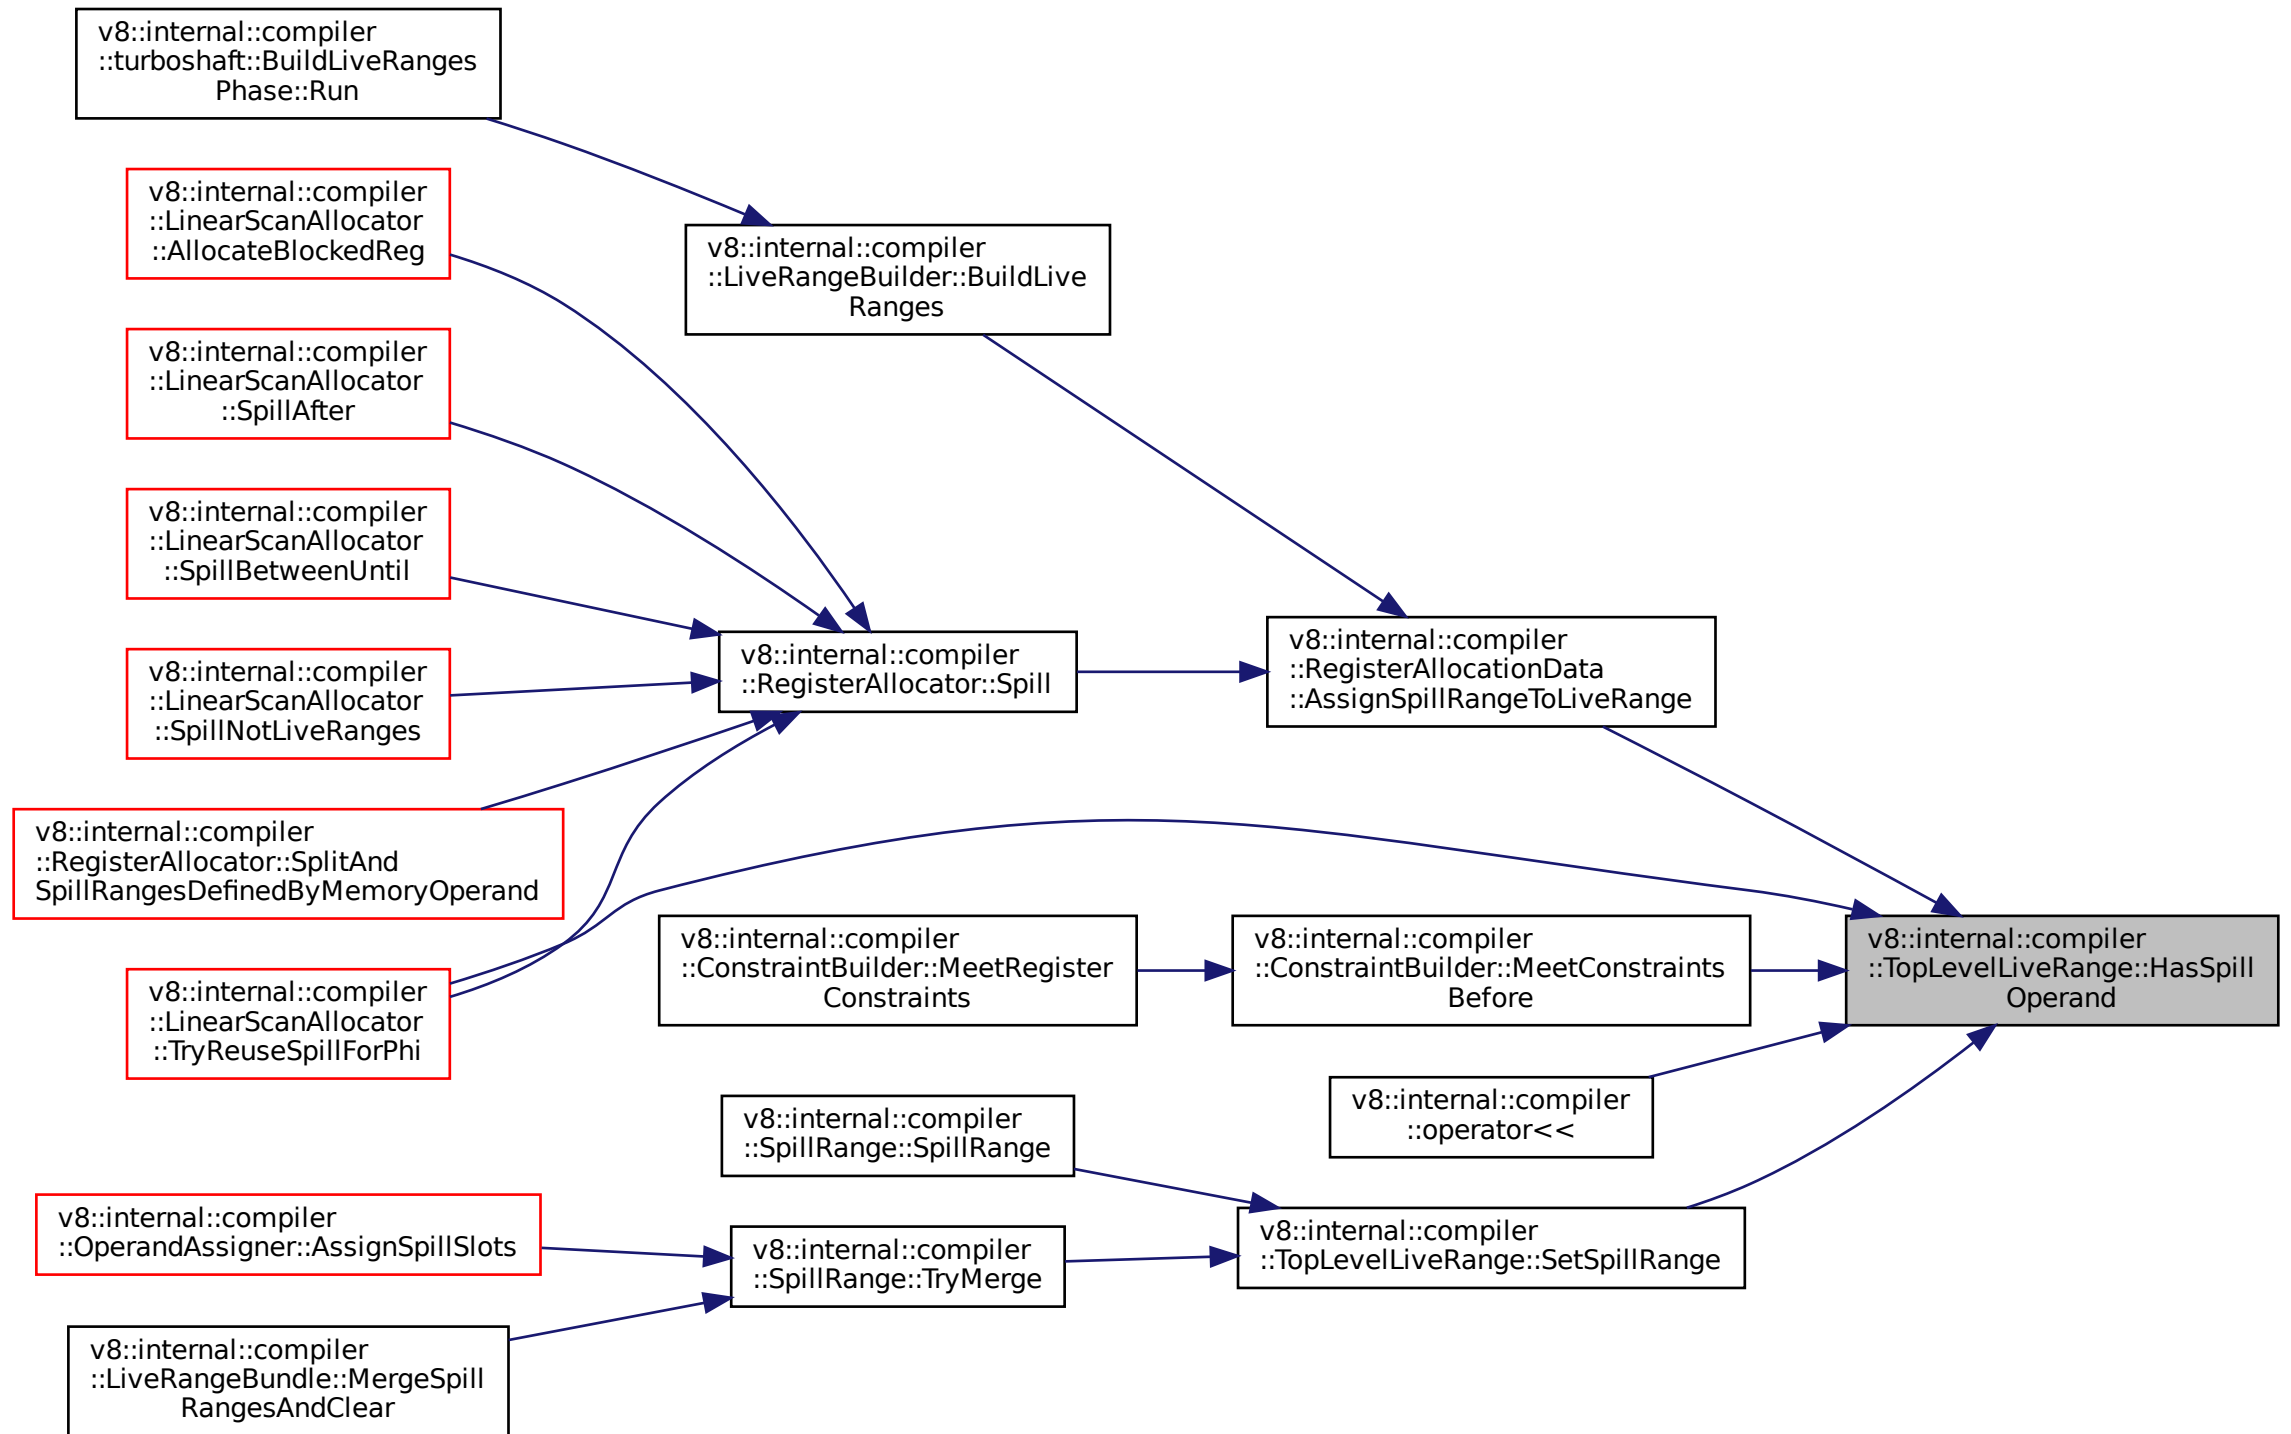 v8::internal::compiler
::turboshaft::BuildLiveRanges
Phase::Run
v8::internal::compiler
::LinearScanAllocator
::AllocateBlockedReg
v8::internal::compiler
::LiveRangeBuilder::BuildLive
Ranges
v8::internal::compiler
::LinearScanAllocator
::SpillAfter
v8::internal::compiler
::LinearScanAllocator
::SpillBetweenUntil
v8::internal::compiler
::LinearScanAllocator
::SpillNotLiveRanges
v8::internal::compiler
::RegisterAllocator::Spill
v8::internal::compiler
::RegisterAllocationData
::AssignSpillRangeToLiveRange
v8::internal::compiler
::RegisterAllocator::SplitAnd
SpillRangesDefinedByMemoryOperand
v8::internal::compiler
::LinearScanAllocator
::TryReuseSpillForPhi
v8::internal::compiler
::ConstraintBuilder::MeetRegister
Constraints
v8::internal::compiler
::ConstraintBuilder::MeetConstraints
Before
v8::internal::compiler
::TopLevelLiveRange::HasSpill
Operand
v8::internal::compiler
::operator<<
v8::internal::compiler
::SpillRange::SpillRange
v8::internal::compiler
::OperandAssigner::AssignSpillSlots
v8::internal::compiler
::SpillRange::TryMerge
v8::internal::compiler
::TopLevelLiveRange::SetSpillRange
v8::internal::compiler
::LiveRangeBundle::MergeSpill
RangesAndClear